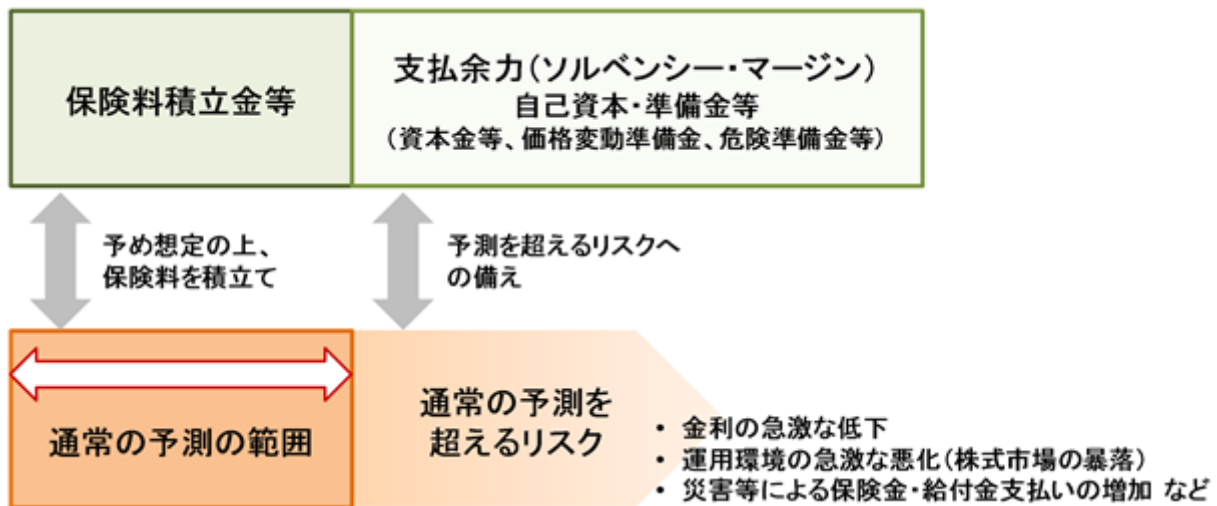 保険料積立金等
支払余力(ソルベンシー・マージン)
自己資本・準備金等
(資本金等、価格変動準備金、危険準備金等)
予め想定の上、
保険料を積立て
予測を超えるリスクへ
の備え
通常の予測の範囲
通常の予測を
超えるリスク
• 金利の急激な低下
• 運用環境の急激な悪化(株式市場の暴落)
• 災害等による保険金・給付金支払いの増加 など